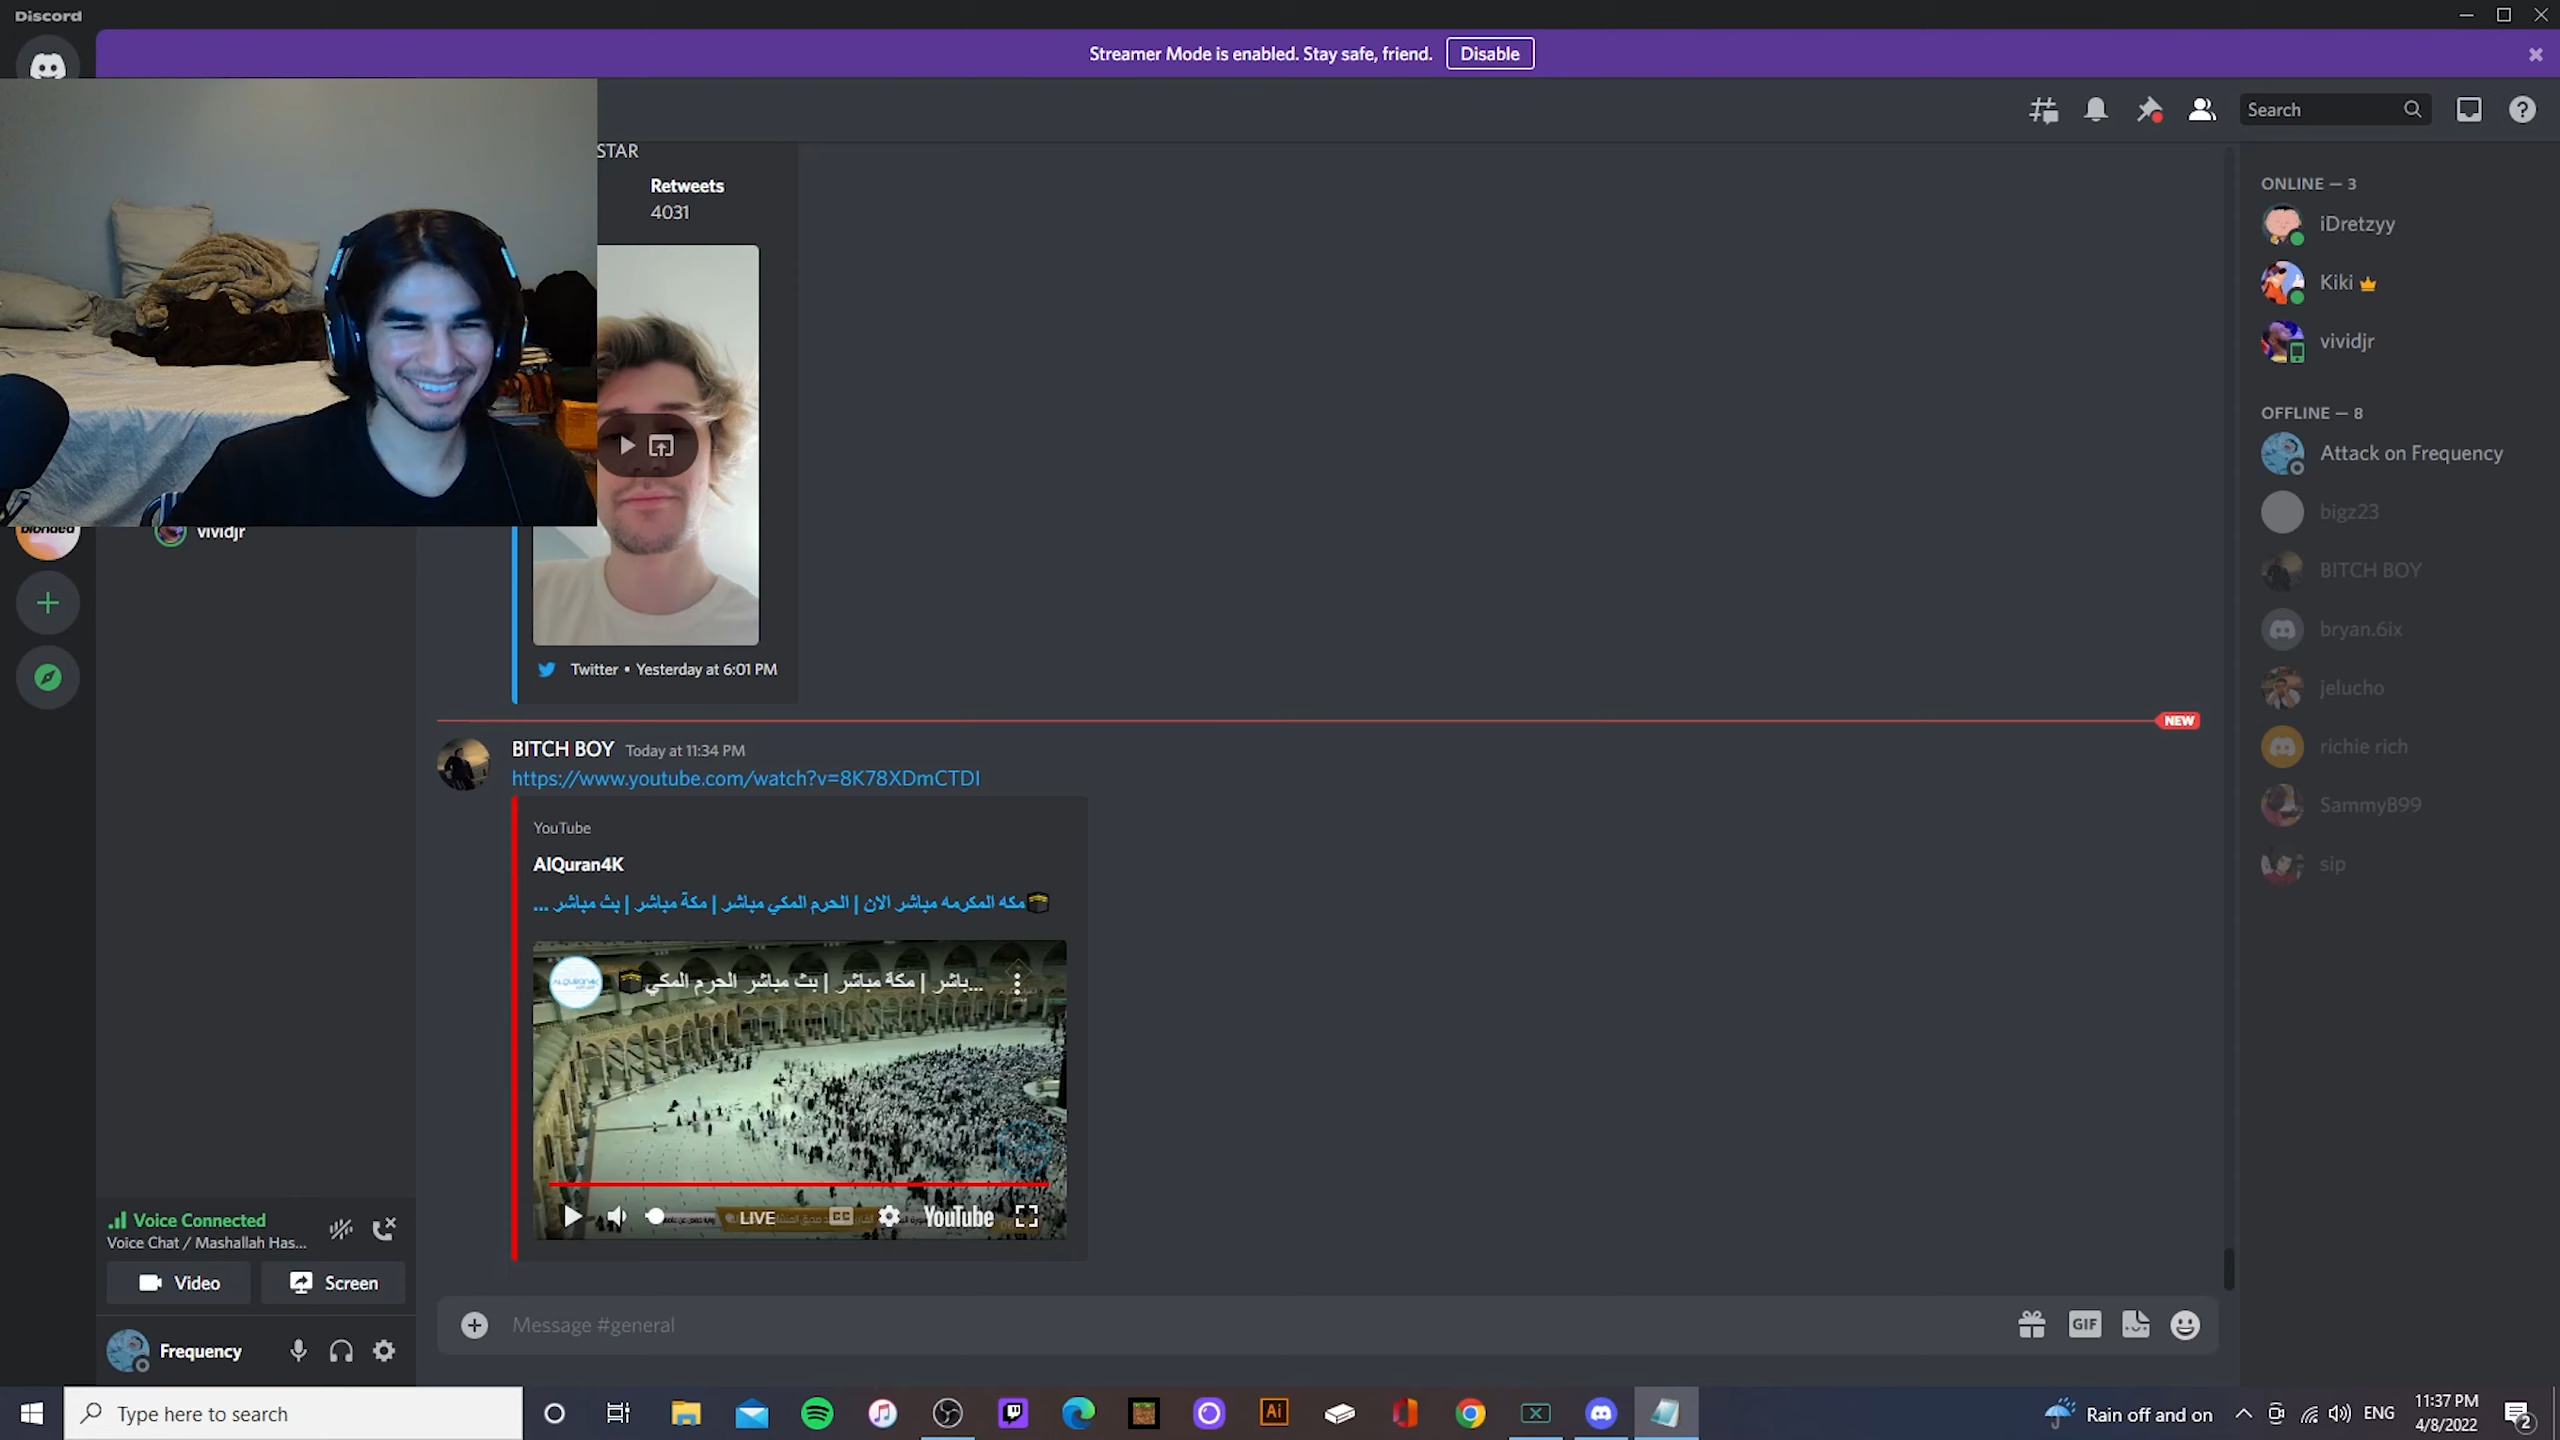 Discord
Streamer Mode is enabled. Stay safe, friend.
Disable
Search
STAR
Retweets
4031
Twitter • Yesterday at 6:01 PM
NEW
BITCH BOY Today at 11:34 PM
https://www.youtube.com/watch?v=8K78XDmCTDI
YouTube
AlQuran4K
🕋مكه المكرمه مباشر الان | الحرم المكي مباشر | مكة مباشر | بث مباشر ...
🕋باشر | مكة مباشر | بث مباشر الحرم المكي...
LIVE
CC
YouTube
Message #general
GIF
blonded
vividjr
Voice Connected
Voice Chat / Mashallah Has...
Video
Screen
Frequency
ONLINE — 3
iDretzyy
Kiki
vividjr
OFFLINE — 8
Attack on Frequency
bigz23
BITCH BOY
bryan.6ix
jelucho
richie rich
SammyB99
sip
Type here to search
Ai
Rain off and on
ENG
11:37 PM
4/8/2022
2